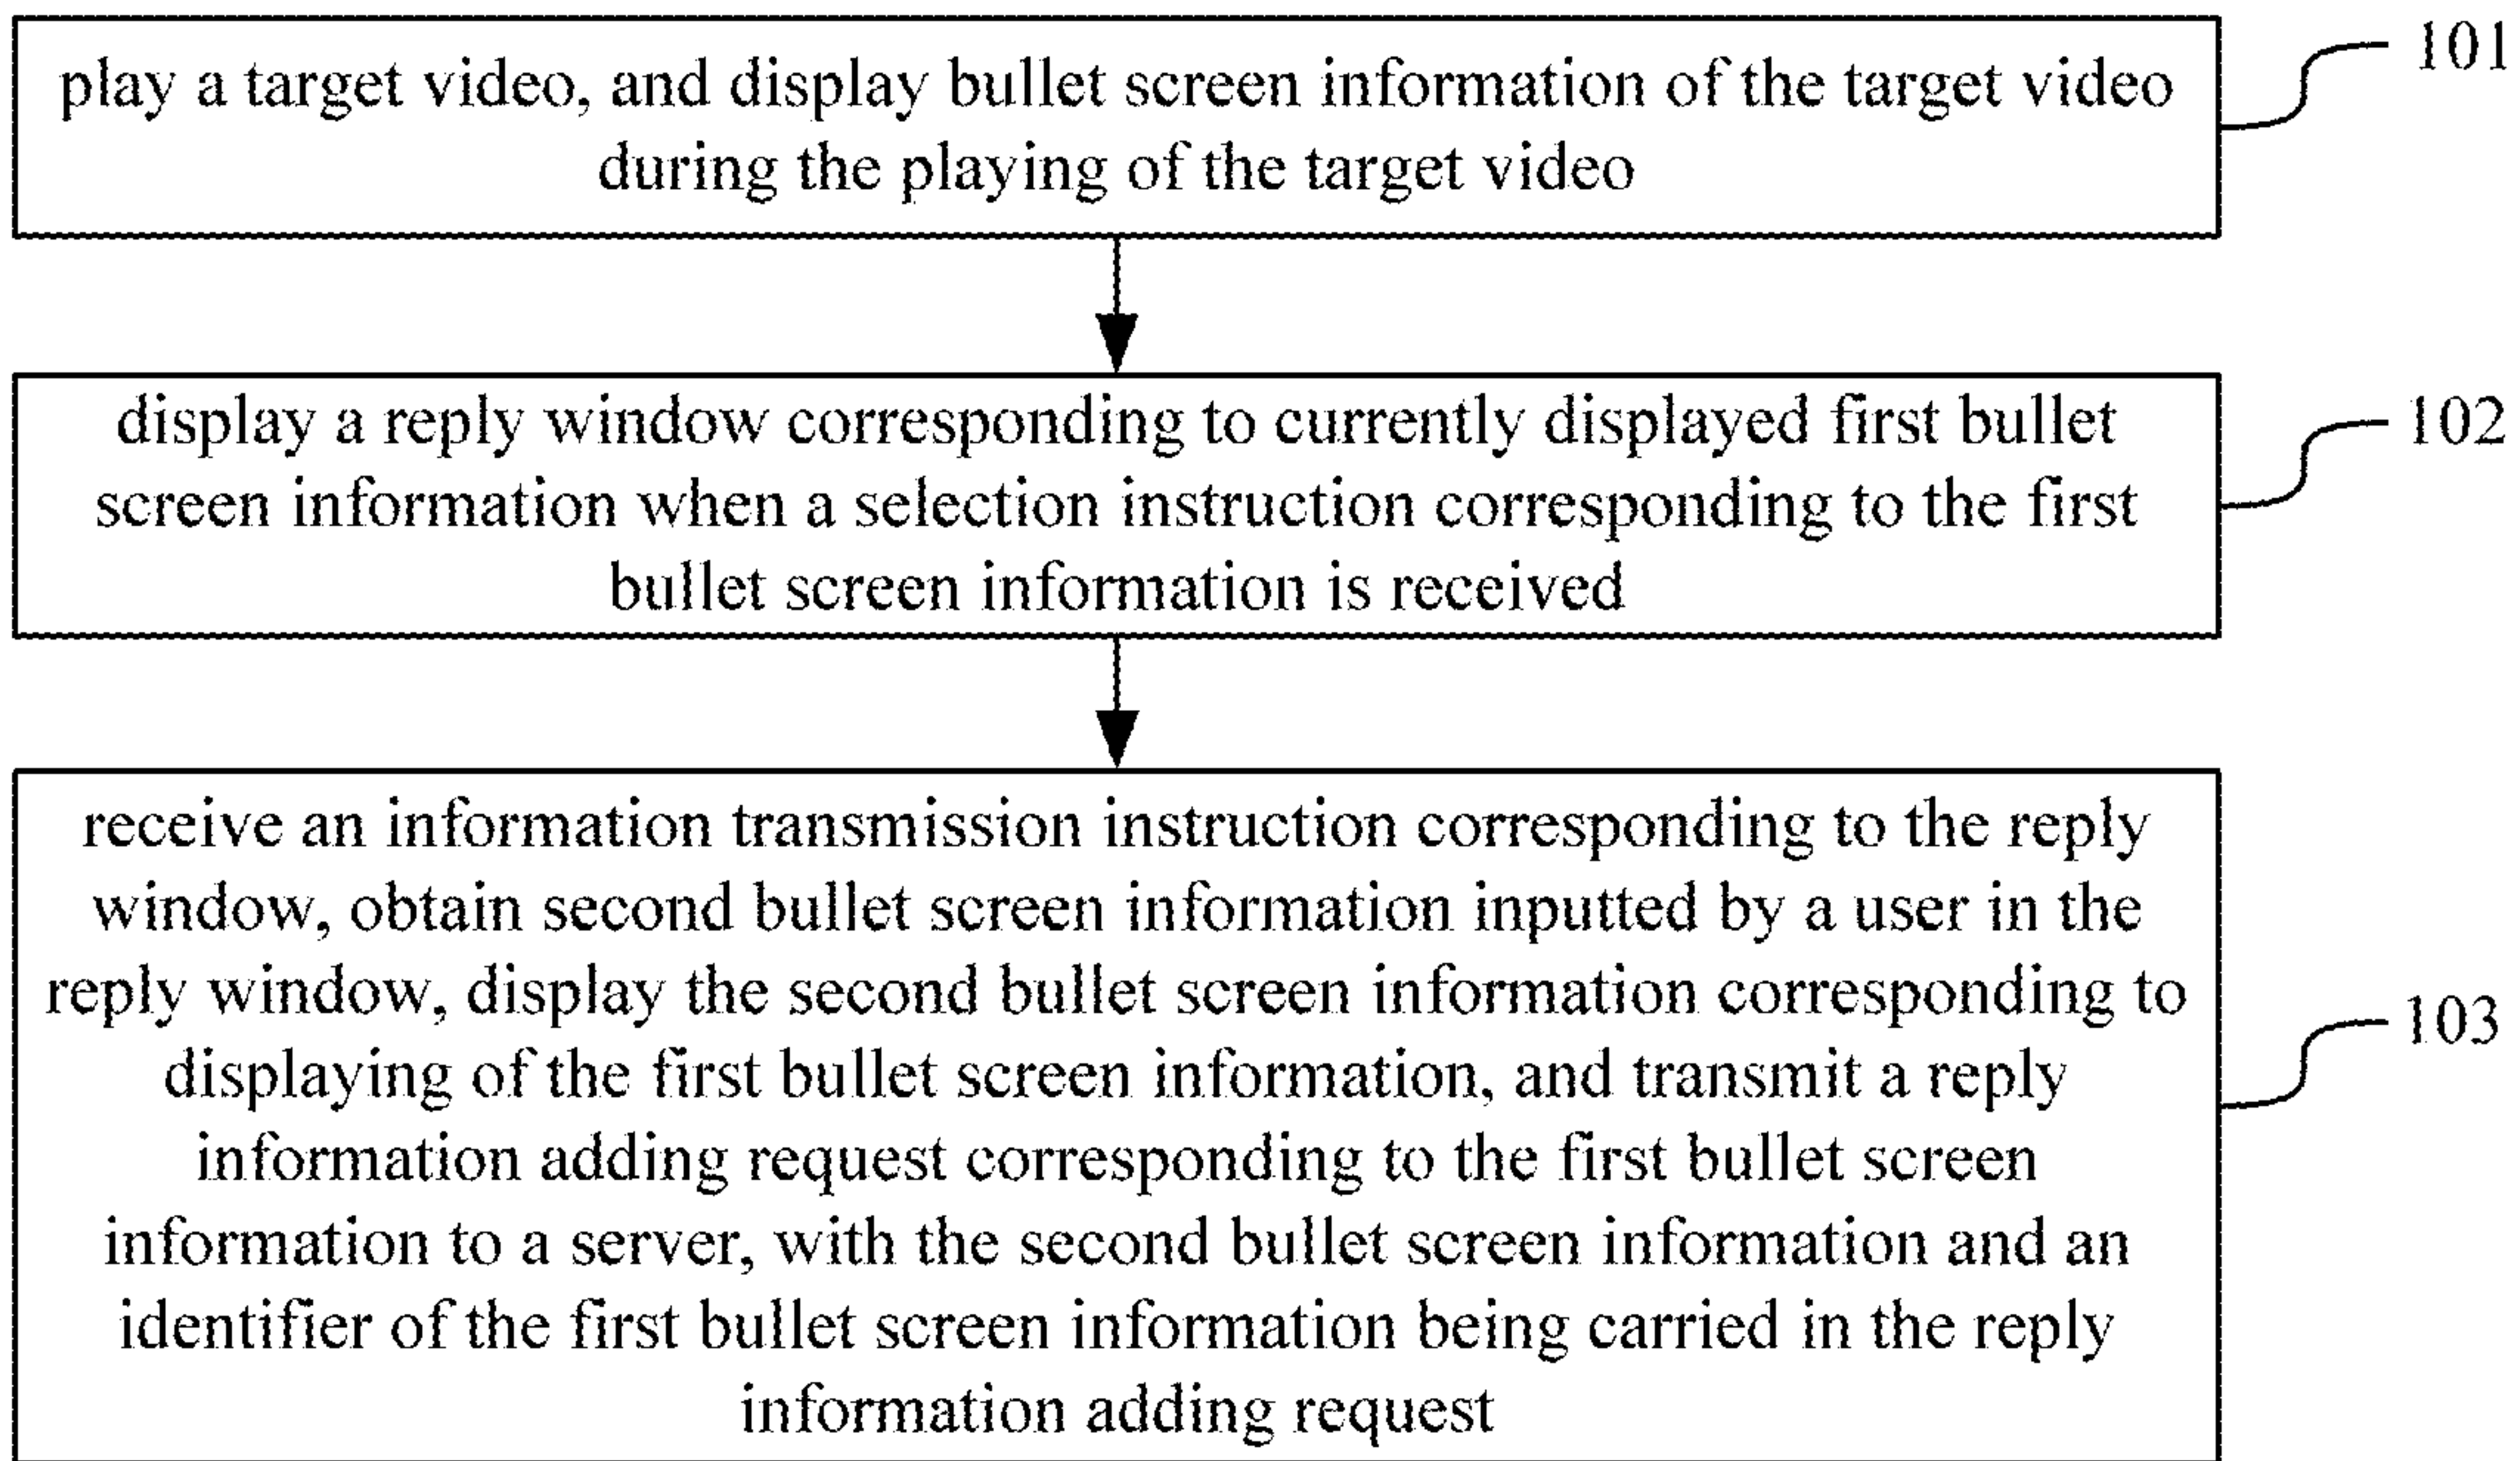 play a target video, and display bullet screen information of the target video
during the playing of the target video
101
display a reply window corresponding to currently displayed first bullet
screen information when a selection instruction corresponding to the first
bullet screen information is received
102
receive an information transmission instruction corresponding to the reply
window, obtain second bullet screen information inputted by a user in the
reply window, display the second bullet screen information corresponding to
displaying of the first bullet screen information, and transmit a reply
information adding request corresponding to the first bullet screen
information to a server, with the second bullet screen information and an
identifier of the first bullet screen information being carried in the reply
information adding request
103